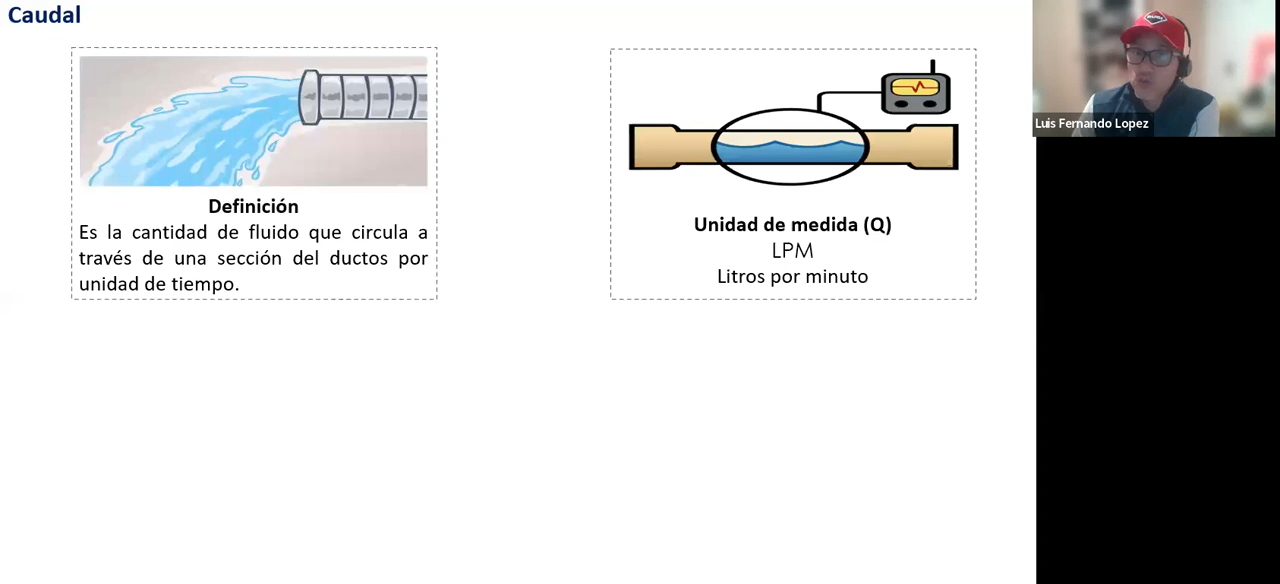 Caudal
Definición
Es la cantidad de fluido que circula a
través de una sección del ductos por
unidad de tiempo.
Unidad de medida (Q)
LPM
Litros por minuto
Luis Fernando Lopez